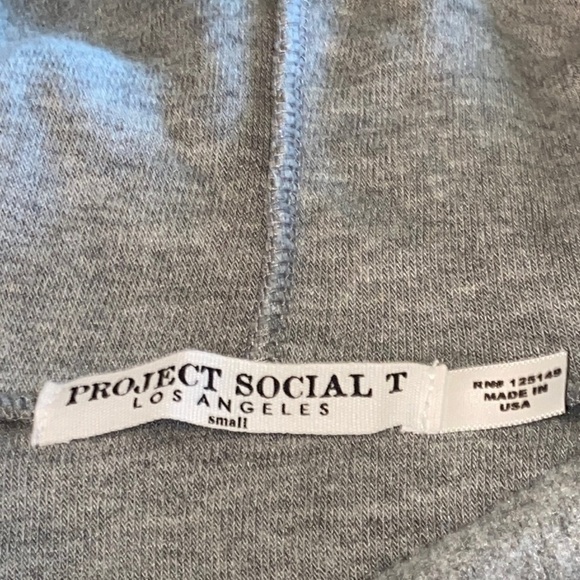 PROJECT SOCIAL T
LOS ANGELES
small
RN# 125149
MADE IN
USA